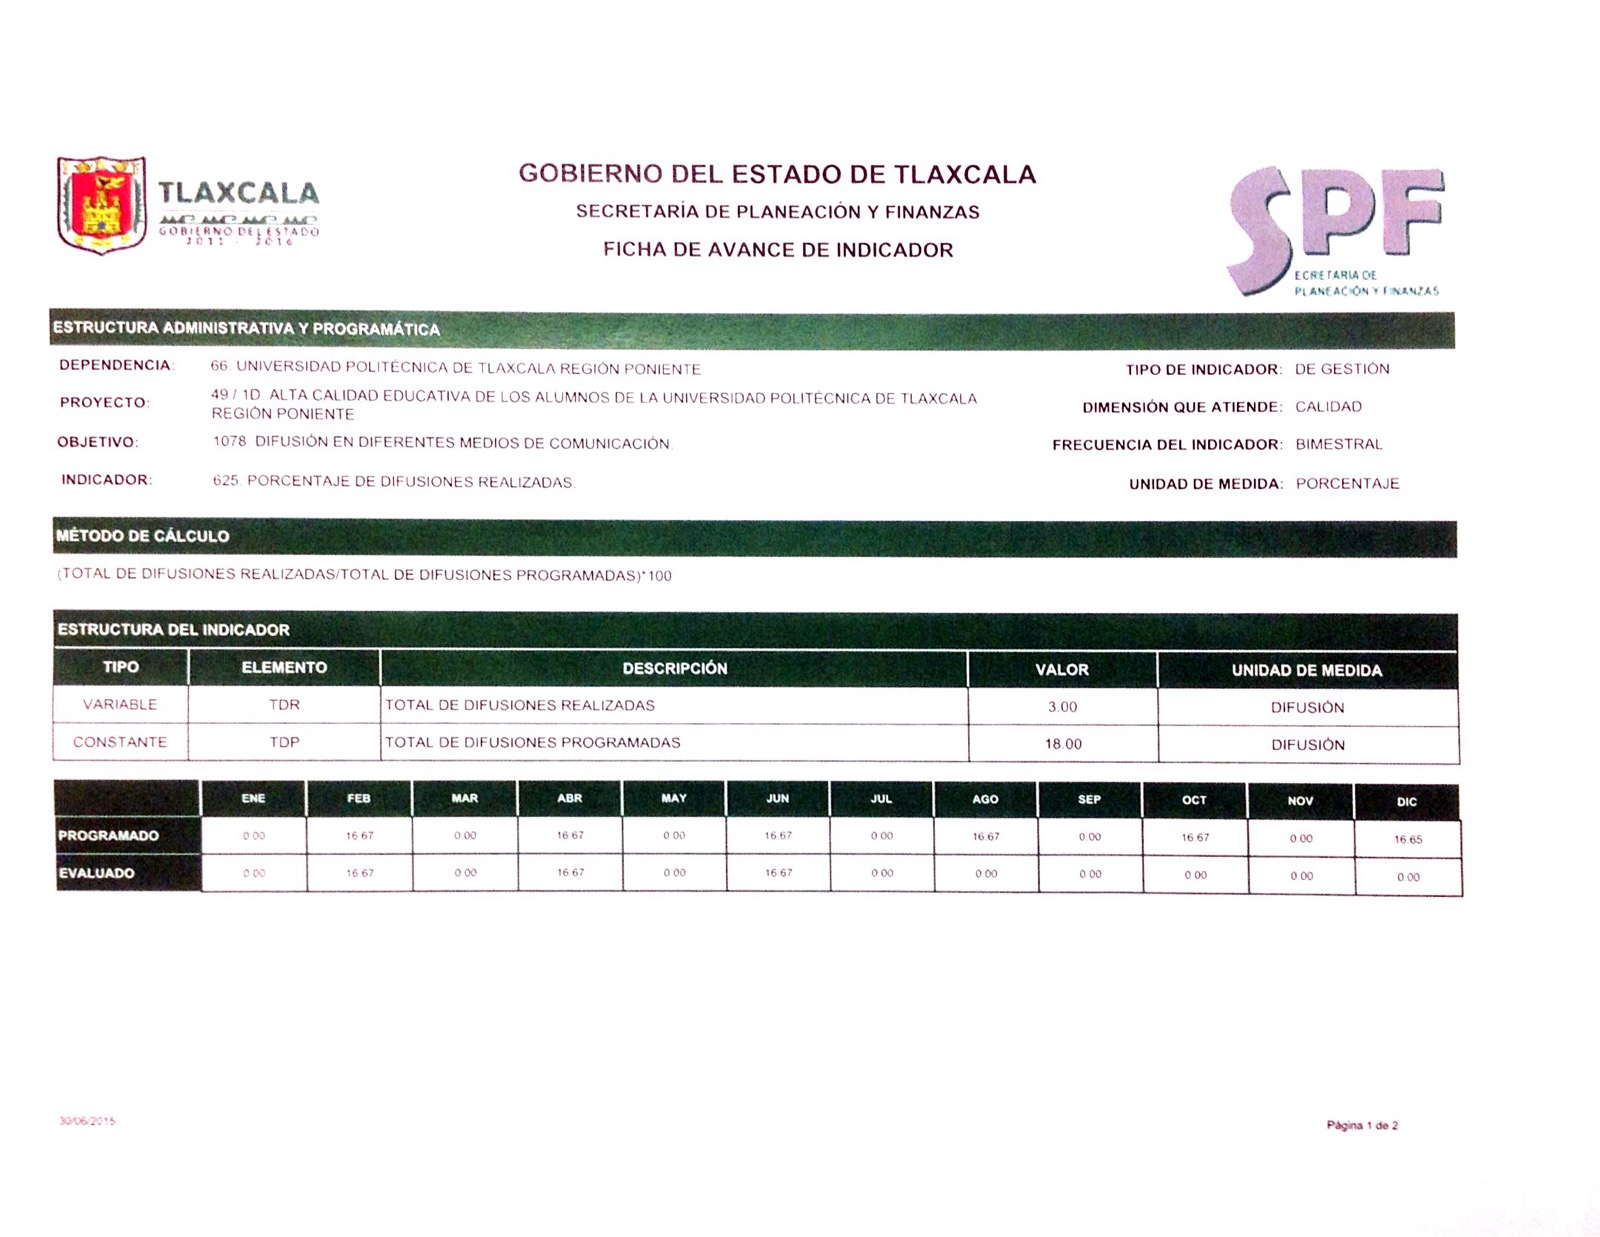 TLAXCALA
GOBIERNO DEL ESTADO
2011 - 2016
GOBIERNO DEL ESTADO DE TLAXCALA
SECRETARÍA DE PLANEACIÓN Y FINANZAS
FICHA DE AVANCE DE INDICADOR
SPF
ECRETARIA DE
PLANEACIÓN Y FINANZAS
ESTRUCTURA ADMINISTRATIVA Y PROGRAMÁTICA
DEPENDENCIA: 66. UNIVERSIDAD POLITÉCNICA DE TLAXCALA REGIÓN PONIENTE TIPO DE INDICADOR: DE GESTIÓN
PROYECTO: 49 / 1D. ALTA CALIDAD EDUCATIVA DE LOS ALUMNOS DE LA UNIVERSIDAD POLITÉCNICA DE TLAXCALA
REGIÓN PONIENTE DIMENSIÓN QUE ATIENDE: CALIDAD
OBJETIVO: 1078. DIFUSIÓN EN DIFERENTES MEDIOS DE COMUNICACIÓN. FRECUENCIA DEL INDICADOR: BIMESTRAL
INDICADOR: 625. PORCENTAJE DE DIFUSIONES REALIZADAS. UNIDAD DE MEDIDA: PORCENTAJE
MÉTODO DE CÁLCULO
(TOTAL DE DIFUSIONES REALIZADAS/TOTAL DE DIFUSIONES PROGRAMADAS)*100
ESTRUCTURA DEL INDICADOR
TIPO ELEMENTO DESCRIPCIÓN VALOR UNIDAD DE MEDIDA
VARIABLE TDR TOTAL DE DIFUSIONES REALIZADAS 3.00 DIFUSIÓN
CONSTANTE TDP TOTAL DE DIFUSIONES PROGRAMADAS 18.00 DIFUSIÓN
ENE FEB MAR ABR MAY JUN JUL AGO SEP OCT NOV DIC
PROGRAMADO 0.00 16.67 0.00 16.67 0.00 16.67 0.00 16.67 0.00 16.67 0.00 16.65
EVALUADO 0.00 16.67 0.00 16.67 0.00 16.67 0.00 0.00 0.00 0.00 0.00 0.00
30/06/2015 Página 1 de 2